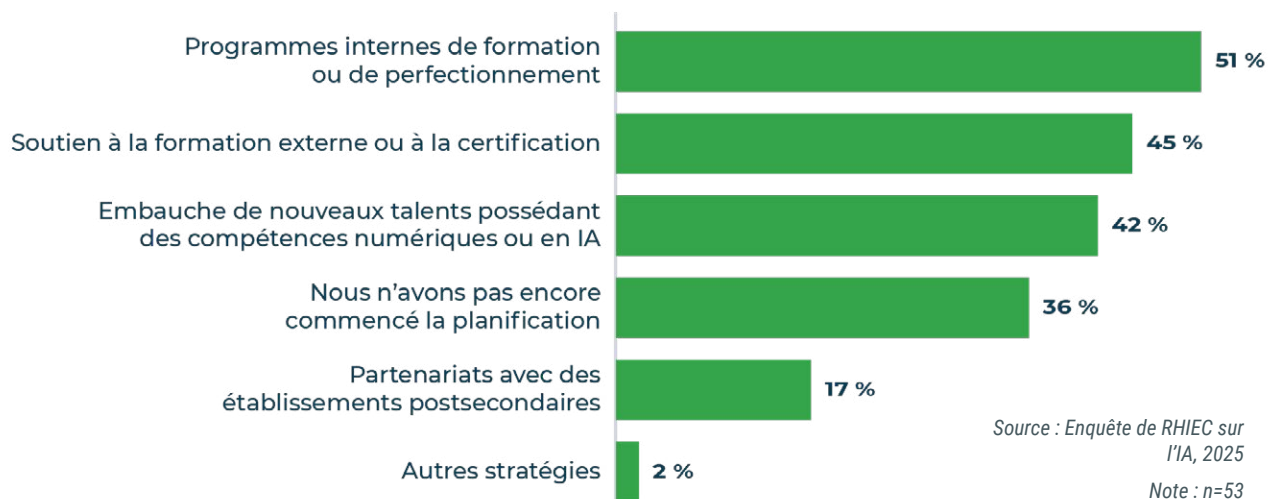 Programmes internes de formation
ou de perfectionnement
51 %
Soutien à la formation externe ou à la certification
45 %
Embauche de nouveaux talents possédant
des compétences numériques ou en IA
42 %
Nous n’avons pas encore
commencé la planification
36 %
Partenariats avec des
établissements postsecondaires
17 %
Autres stratégies
2 %
Source : Enquête de RHIEC sur
l’IA, 2025
Note : n=53